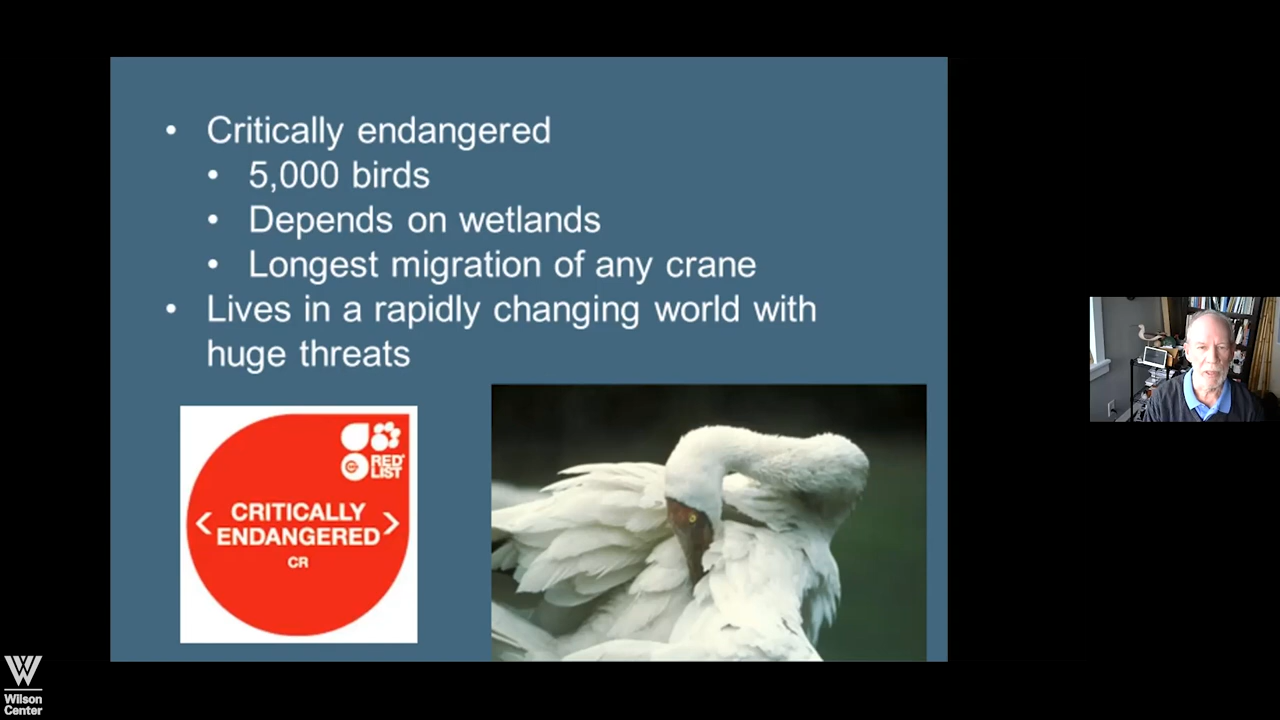 • Critically endangered
• 5,000 birds
• Depends on wetlands
• Longest migration of any crane
• Lives in a rapidly changing world with
huge threats
RED
LIST
CRITICALLY
ENDANGERED
CR
Wilson
Center